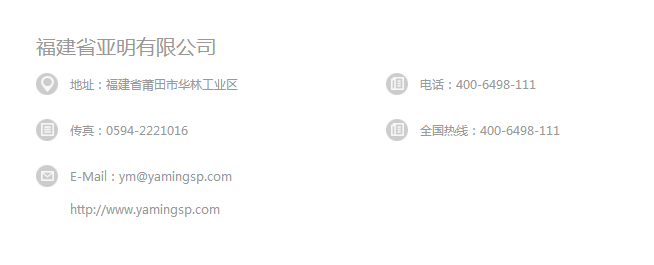 福建省亚明有限公司
地址：福建省莆田市华林工业区
电话：400-6498-111
传真：0594-2221016
全国热线：400-6498-111
E-Mail：ym@yamingsp.com
http://www.yamingsp.com